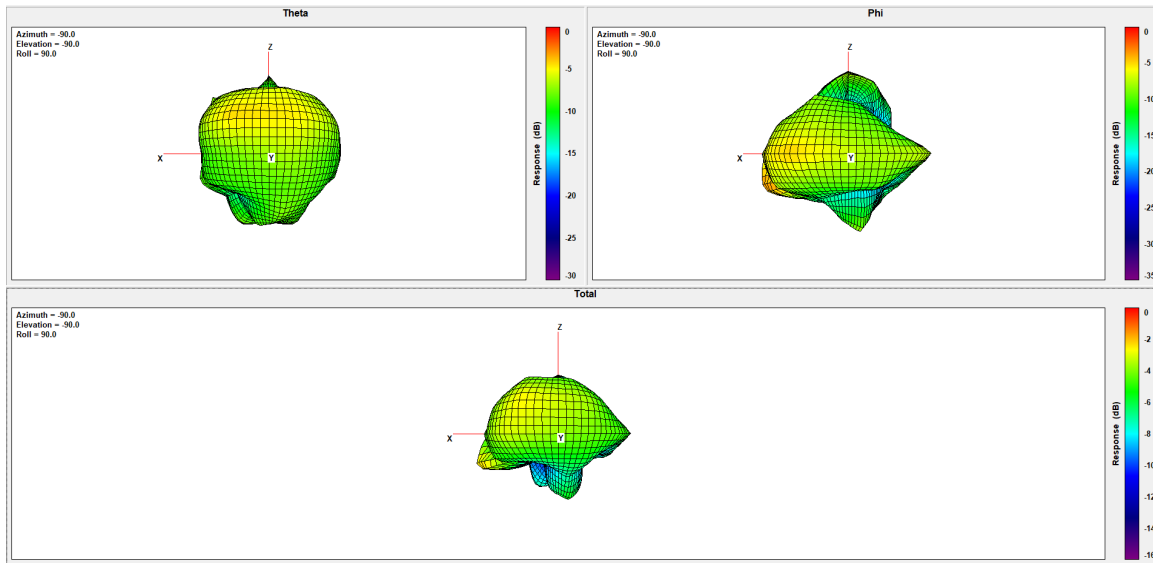 Theta
Azimuth = -90.0
Elevation = -90.0
Roll = 90.0
Z
X
Y
0
-5
-10
-15
-20
-25
-30
Response (dB)
Phi
Azimuth = -90.0
Elevation = -90.0
Roll = 90.0
Z
X
Y
0
-5
-10
-15
-20
-25
-30
-35
Response (dB)
Total
Azimuth = -90.0
Elevation = -90.0
Roll = 90.0
Z
X
Y
0
-2
-4
-6
-8
-10
-12
-14
-16
Response (dB)